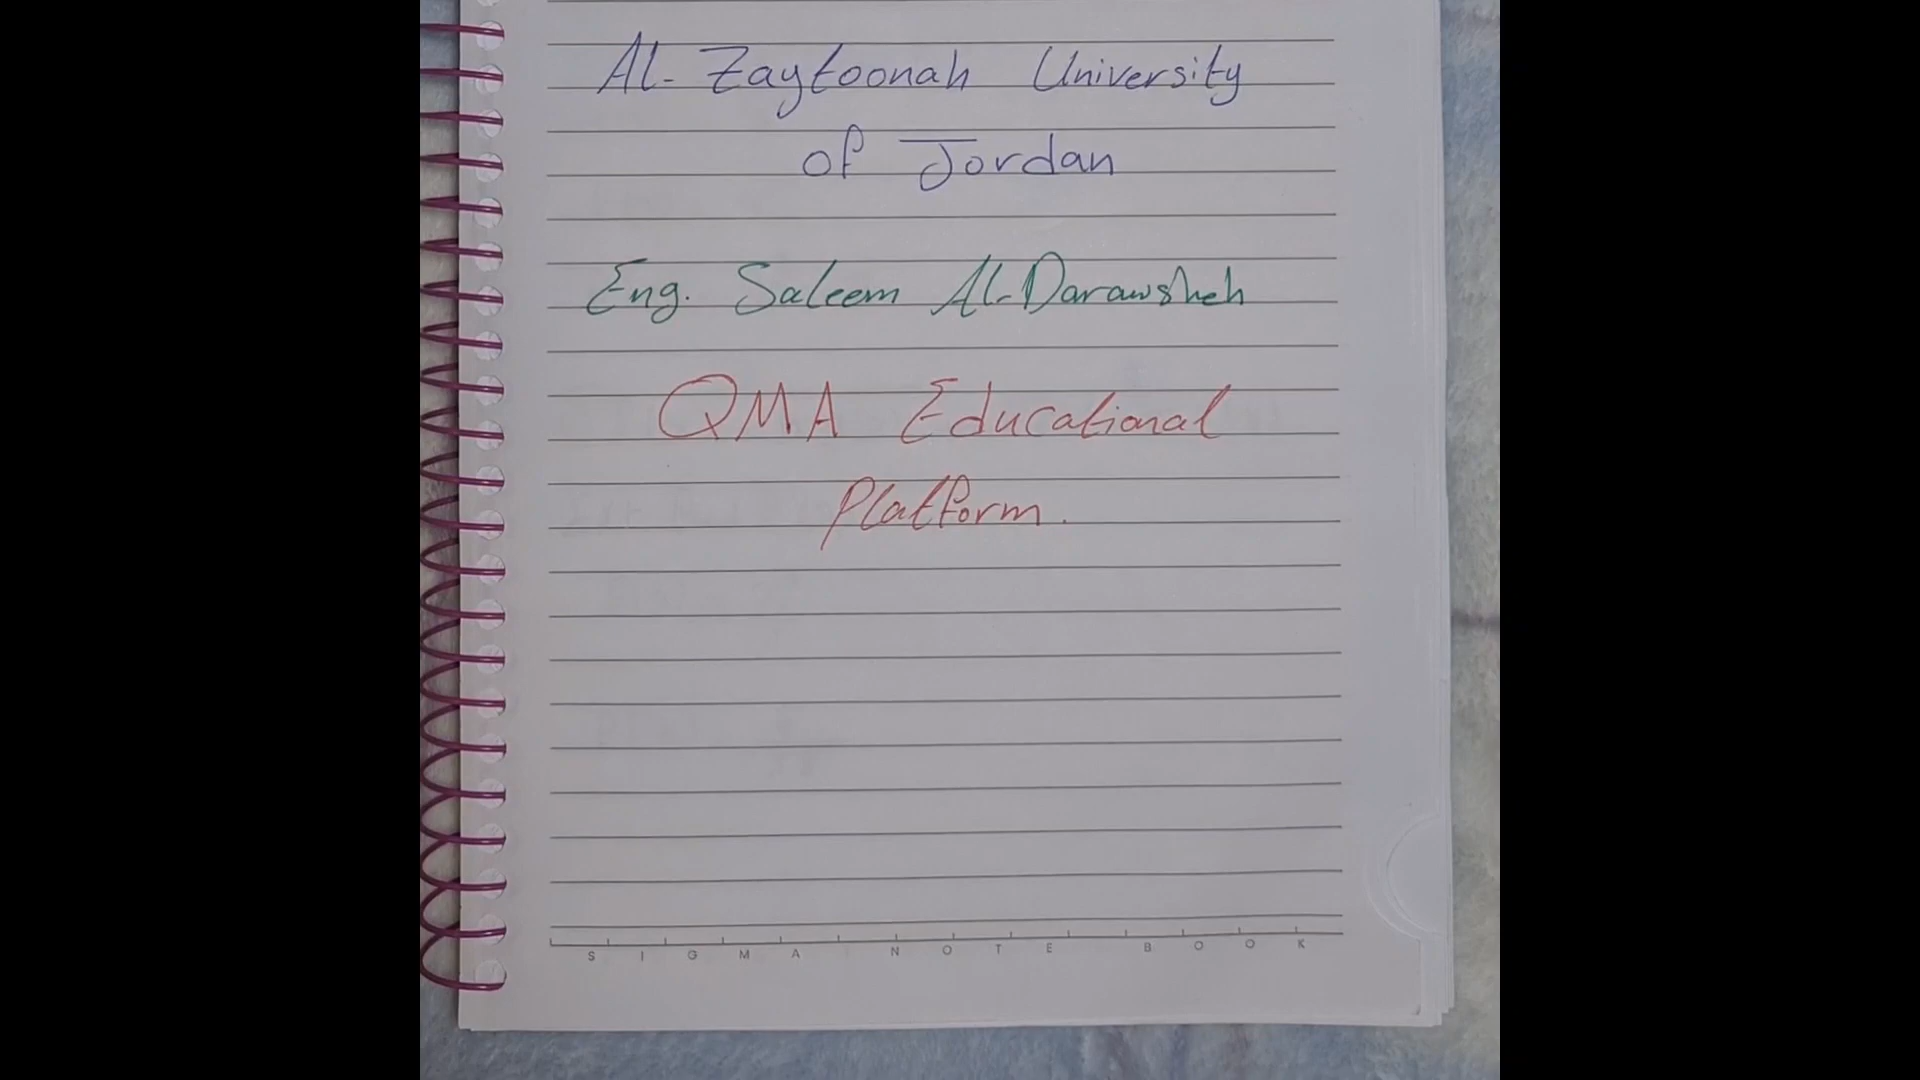 Al-Zaytoonah University
of Jordan
Eng. Saleem Al-Darawsheh
QMA Educational
Platform.
SIGMA NOTE BOOK